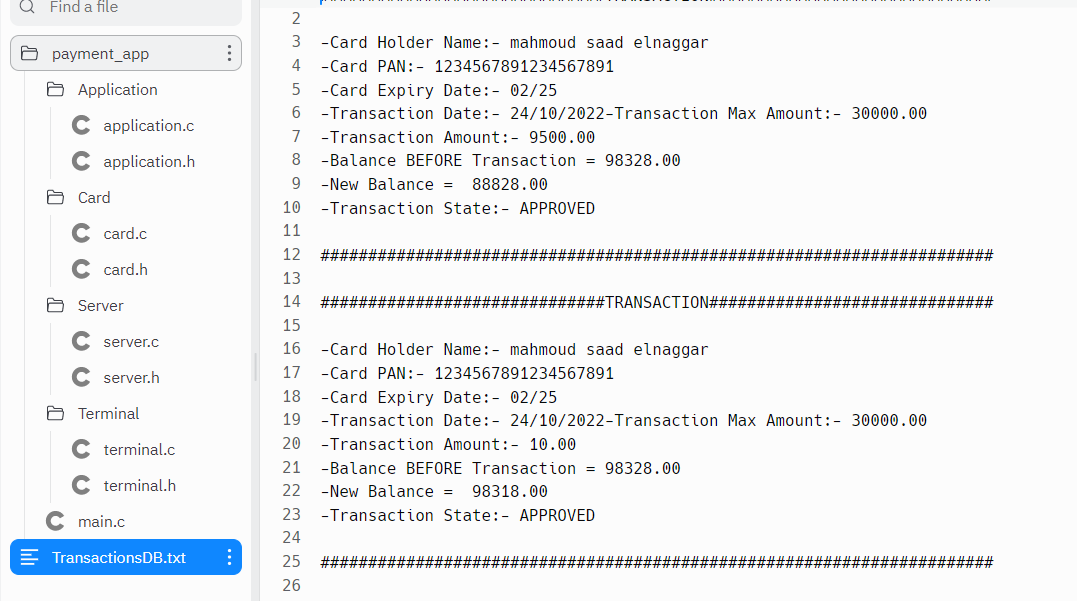 Find a file
payment_app
Application
application.c
application.h
Card
card.c
card.h
Server
server.c
server.h
Terminal
terminal.c
terminal.h
main.c
TransactionsDB.txt
2
3 -Card Holder Name:- mahmoud saad elnaggar
4 -Card PAN:- 1234567891234567891
5 -Card Expiry Date:- 02/25
6 -Transaction Date:- 24/10/2022-Transaction Max Amount:- 30000.00
7 -Transaction Amount:- 9500.00
8 -Balance BEFORE Transaction = 98328.00
9 -New Balance =  88828.00
10 -Transaction State:- APPROVED
11
12 #######################################################################
13
14 ##############################TRANSACTION##############################
15
16 -Card Holder Name:- mahmoud saad elnaggar
17 -Card PAN:- 1234567891234567891
18 -Card Expiry Date:- 02/25
19 -Transaction Date:- 24/10/2022-Transaction Max Amount:- 30000.00
20 -Transaction Amount:- 10.00
21 -Balance BEFORE Transaction = 98328.00
22 -New Balance =  98318.00
23 -Transaction State:- APPROVED
24
25 #######################################################################
26